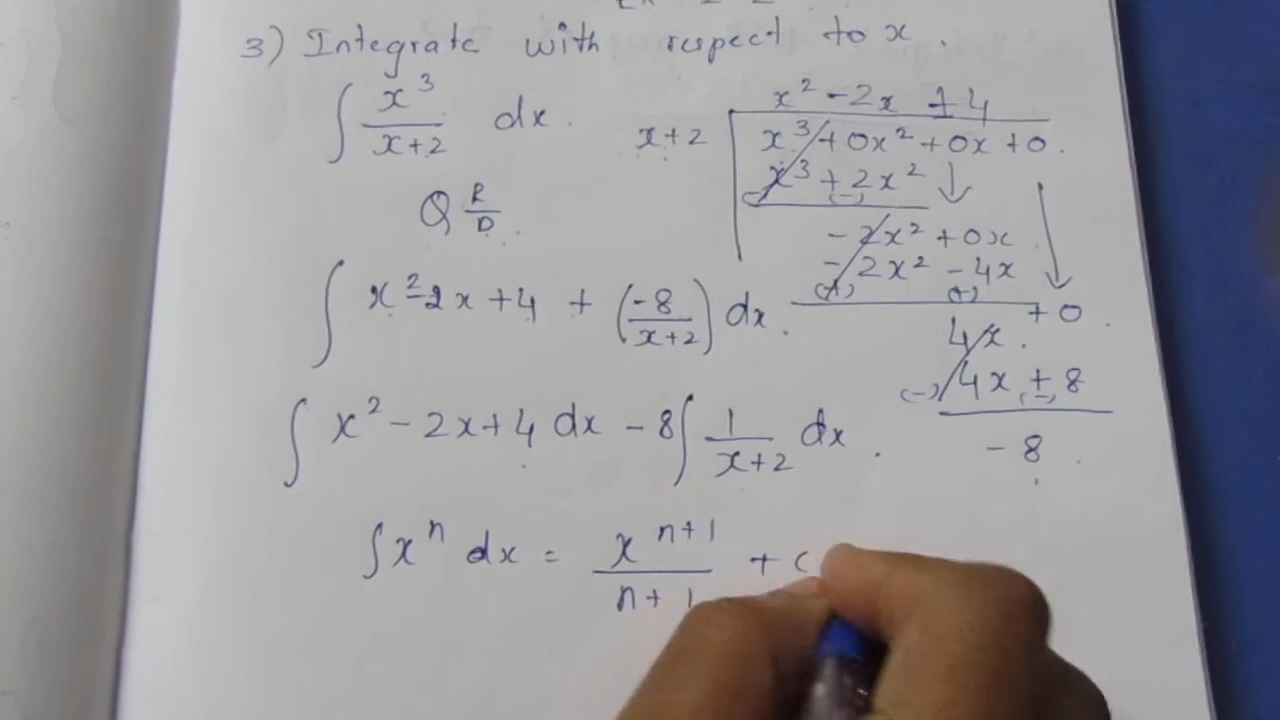 3) Integrate with respect to x .
∫ x³/(x+2) dx .
Q R/D .
∫ x² - 2x + 4 + (-8/(x+2)) dx .
∫ x² - 2x + 4 dx - 8 ∫ 1/(x+2) dx .
∫ xⁿ dx = x^(n+1)/(n+1) + c
x² - 2x + 4
x+2 x³ + 0x² + 0x + 0 .
x³ + 2x²
(-) (-)
- 2x² + 0x
- 2x² - 4x
(+) (+)
4x + 0 .
4x + 8
(-) (-)
- 8 .